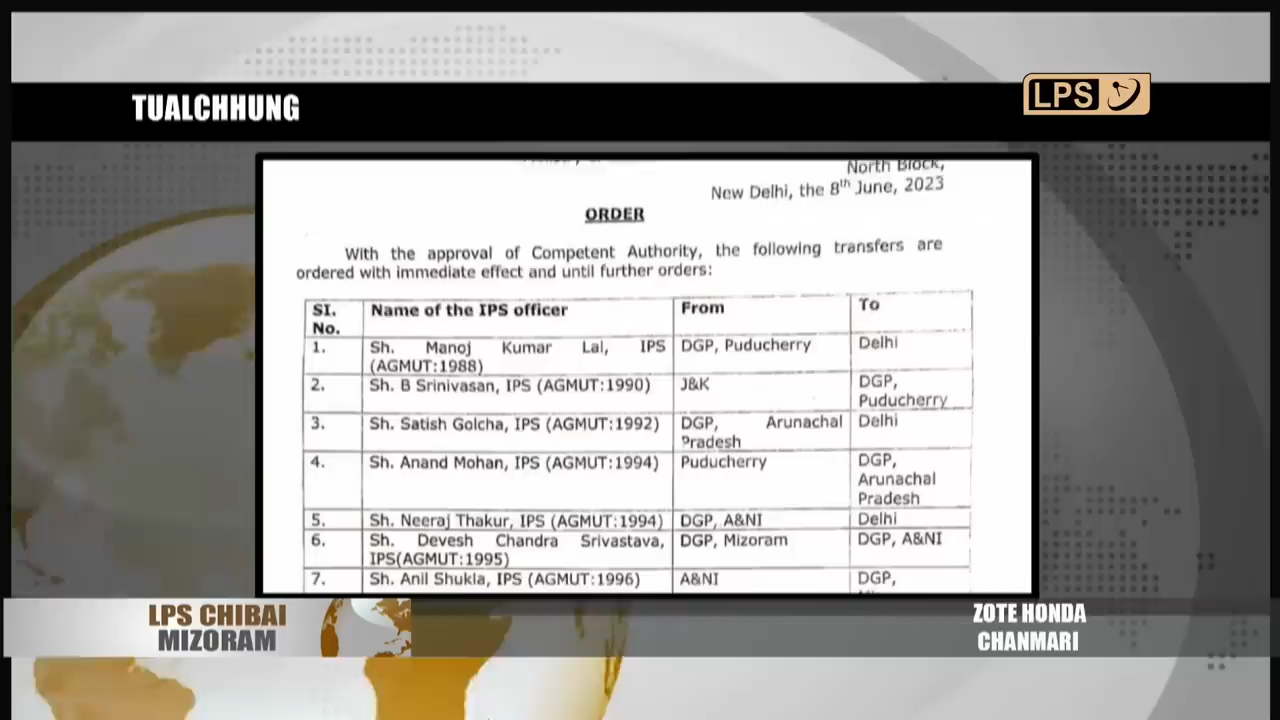 TUALCHHUNG
LPS
North Block,
New Delhi, the 8th June, 2023
ORDER
With the approval of Competent Authority, the following transfers are
ordered with immediate effect and until further orders:
SI. No. Name of the IPS officer From To
1. Sh. Manoj Kumar Lal, IPS DGP, Puducherry Delhi
(AGMUT:1988)
2. Sh. B Srinivasan, IPS (AGMUT:1990) J&K DGP,
Puducherry
3. Sh. Satish Golcha, IPS (AGMUT:1992) DGP, Arunachal Delhi
Pradesh
4. Sh. Anand Mohan, IPS (AGMUT:1994) Puducherry DGP,
Arunachal
Pradesh
5. Sh. Neeraj Thakur, IPS (AGMUT:1994) DGP, A&NI Delhi
6. Sh. Devesh Chandra Srivastava, DGP, Mizoram DGP, A&NI
IPS(AGMUT:1995)
7. Sh. Anil Shukla, IPS (AGMUT:1996) A&NI DGP,
LPS CHIBAI
MIZORAM
ZOTE HONDA
CHANMARI